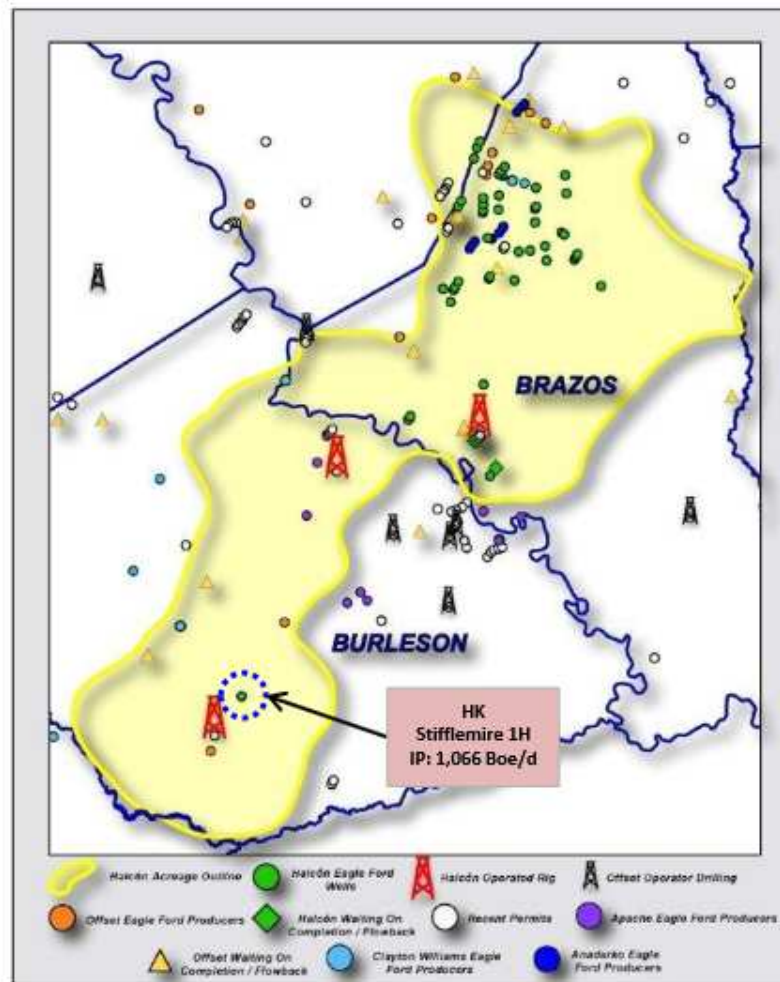 BRAZOS
BURLESON
HK
Stifflemire 1H
IP: 1,066 Boe/d
Halcón Acreage Outline
Halcón Eagle Ford
Wells
Halcón Operated Rig
Offset Operator Drilling
Offset Eagle Ford Producers
Halcón Waiting On
Completion / Flowback
Recent Permits
Apache Eagle Ford Producers
Offset Waiting On
Completion / Flowback
Clayton Williams Eagle
Ford Producers
Anadarko Eagle
Ford Producers